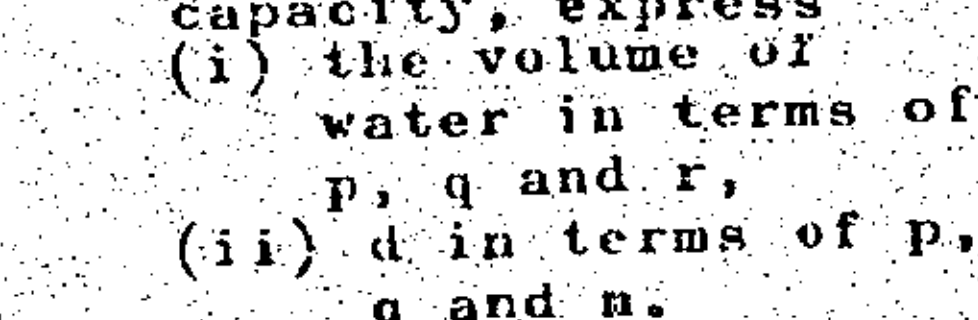 capacity, express
(i) the volume of
water in terms of
p, q and r,
(ii) d in terms of p,
q and m.